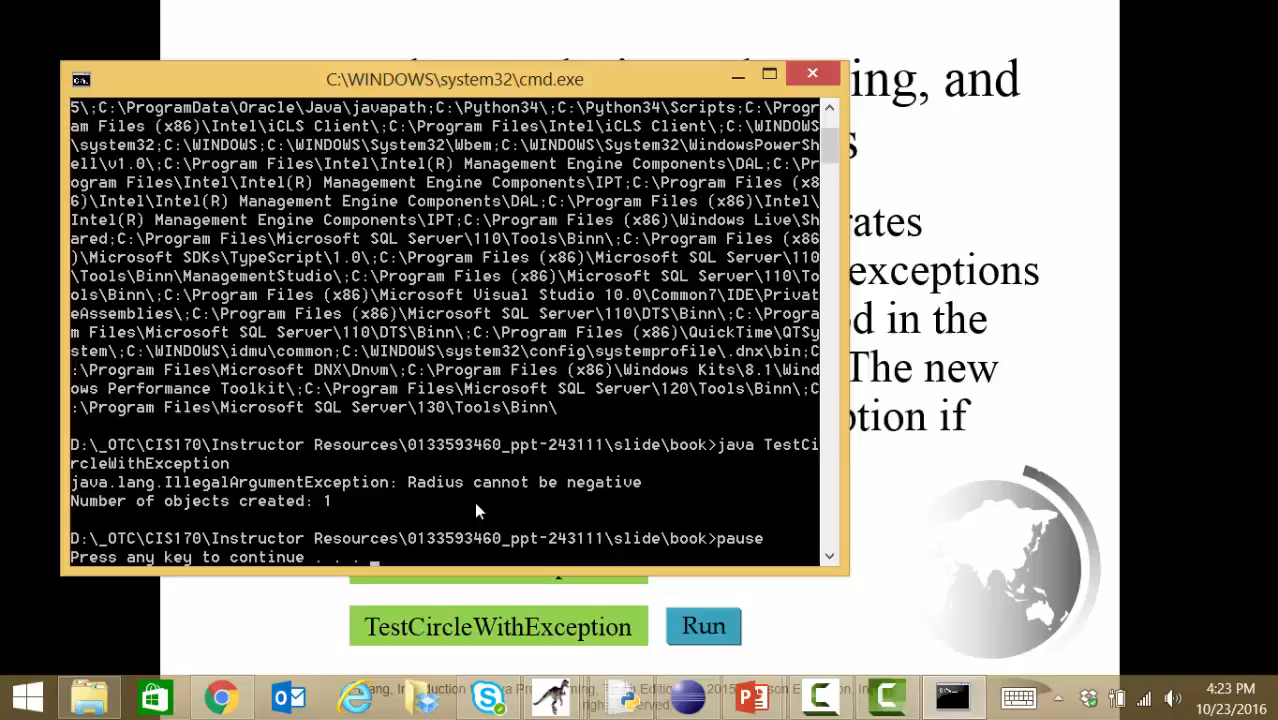 ing, and
s
C:\WINDOWS\system32\cmd.exe
5\;C:\ProgramData\Oracle\Java\javapath;C:\Python34\;C:\Python34\Scripts;C:\Progr
am Files (x86)\Intel\iCLS Client\;C:\Program Files\Intel\iCLS Client\;C:\WINDOWS
\system32;C:\WINDOWS;C:\WINDOWS\System32\Wbem;C:\WINDOWS\System32\WindowsPowerSh
ell\v1.0\;C:\Program Files\Intel\Intel(R) Management Engine Components\DAL;C:\Pr
ogram Files\Intel\Intel(R) Management Engine Components\IPT;C:\Program Files (x8
6)\Intel\Intel(R) Management Engine Components\DAL;C:\Program Files (x86)\Intel\
Intel(R) Management Engine Components\IPT;C:\Program Files (x86)\Windows Live\Sh
ared;C:\Program Files\Microsoft SQL Server\110\Tools\Binn\;C:\Program Files (x86
)\Microsoft SDKs\TypeScript\1.0\;C:\Program Files (x86)\Microsoft SQL Server\110
\Tools\Binn\ManagementStudio\;C:\Program Files (x86)\Microsoft SQL Server\110\To
ols\Binn\;C:\Program Files (x86)\Microsoft Visual Studio 10.0\Common7\IDE\Privat
eAssemblies\;C:\Program Files (x86)\Microsoft SQL Server\110\DTS\Binn\;C:\Progra
m Files\Microsoft SQL Server\110\DTS\Binn\;C:\Program Files (x86)\QuickTime\QTSy
stem\;C:\WINDOWS\idmu\common;C:\WINDOWS\system32\config\systemprofile\.dnx\bin;C
:\Program Files\Microsoft DNX\Dnvm\;C:\Program Files (x86)\Windows Kits\8.1\Wind
ows Performance Toolkit\;C:\Program Files\Microsoft SQL Server\120\Tools\Binn\;C
:\Program Files\Microsoft SQL Server\130\Tools\Binn\
D:\_OTC\CIS170\Instructor Resources\0133593460_ppt-243111\slide\book>java TestCi
rcleWithException
java.lang.IllegalArgumentException: Radius cannot be negative
Number of objects created: 1
D:\_OTC\CIS170\Instructor Resources\0133593460_ppt-243111\slide\book>pause
Press any key to continue . . .
rates
exceptions
od in the
The new
ption if
TestCircleWithException
Run
4:23 PM
10/23/2016